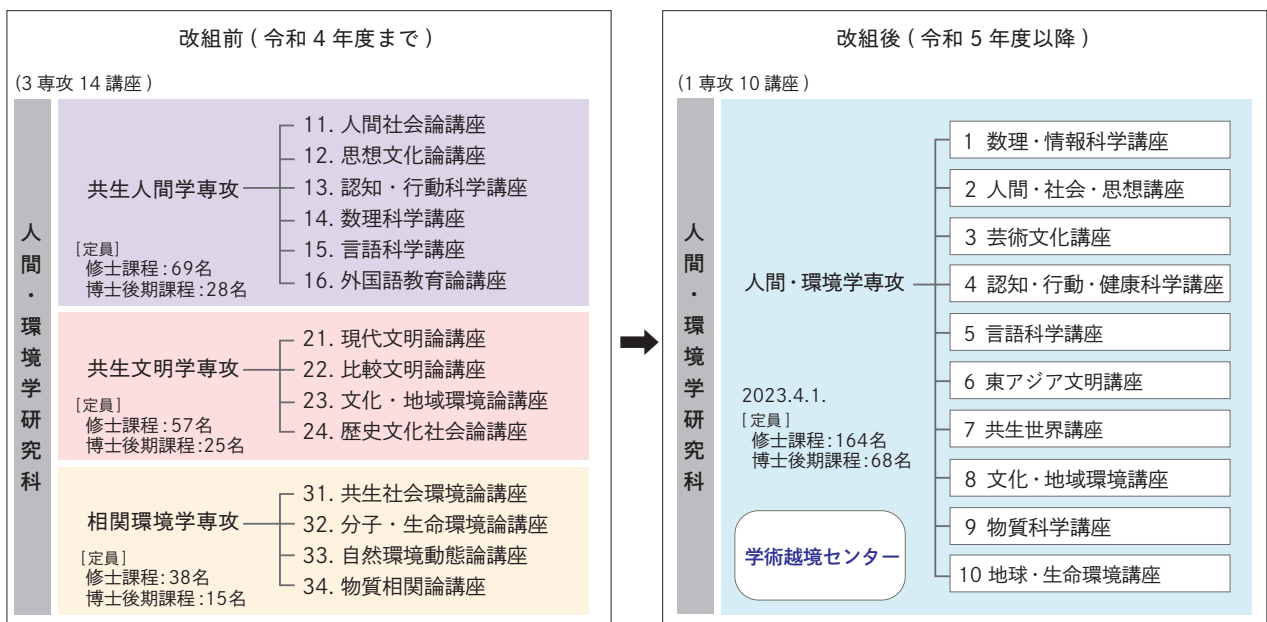 改組前 ( 令和 4 年度まで )
(3 専攻 14 講座 )
人間・環境学研究科
共生人間学専攻
[定員]
修士課程:69名
博士後期課程:28名
11. 人間社会論講座
12. 思想文化論講座
13. 認知・行動科学講座
14. 数理科学講座
15. 言語科学講座
16. 外国語教育論講座
共生文明学専攻
[定員]
修士課程:57名
博士後期課程:25名
21. 現代文明論講座
22. 比較文明論講座
23. 文化・地域環境論講座
24. 歴史文化社会論講座
相関環境学専攻
[定員]
修士課程:38名
博士後期課程:15名
31. 共生社会環境論講座
32. 分子・生命環境論講座
33. 自然環境動態論講座
34. 物質相関論講座
改組後 ( 令和 5 年度以降 )
(1 専攻 10 講座 )
人間・環境学研究科
人間・環境学専攻
2023.4.1.
[定員]
修士課程:164名
博士後期課程:68名
学術越境センター
1 数理・情報科学講座
2 人間・社会・思想講座
3 芸術文化講座
4 認知・行動・健康科学講座
5 言語科学講座
6 東アジア文明講座
7 共生世界講座
8 文化・地域環境講座
9 物質科学講座
10 地球・生命環境講座